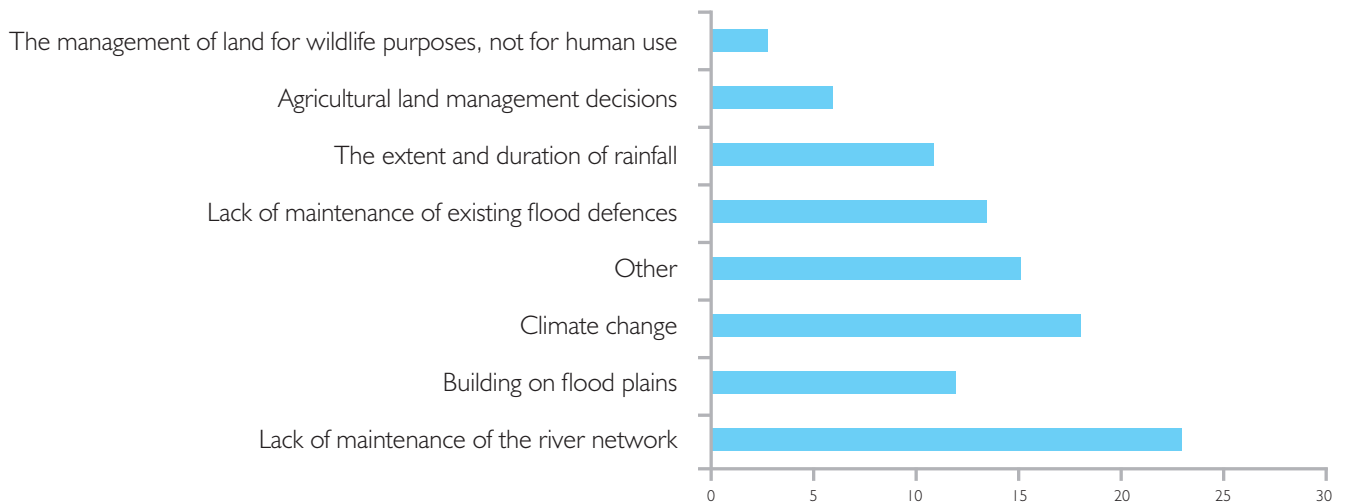 The management of land for wildlife purposes, not for human use
Agricultural land management decisions
The extent and duration of rainfall
Lack of maintenance of existing flood defences
Other
Climate change
Building on flood plains
Lack of maintenance of the river network
0 5 10 15 20 25 30